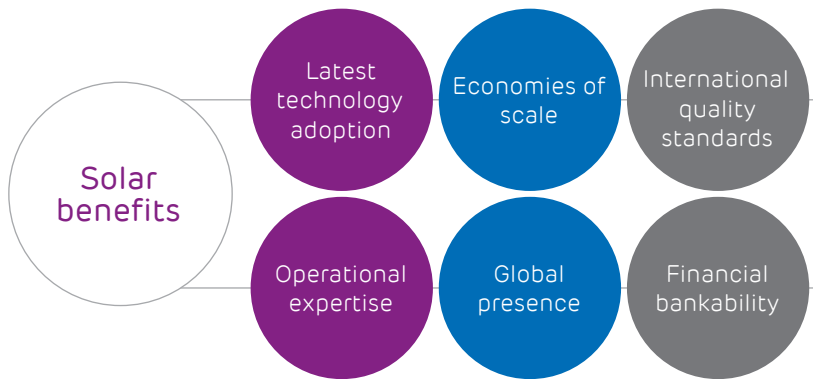 Solar
benefits
Latest
technology
adoption
Economies of
scale
International
quality
standards
Operational
expertise
Global
presence
Financial
bankability